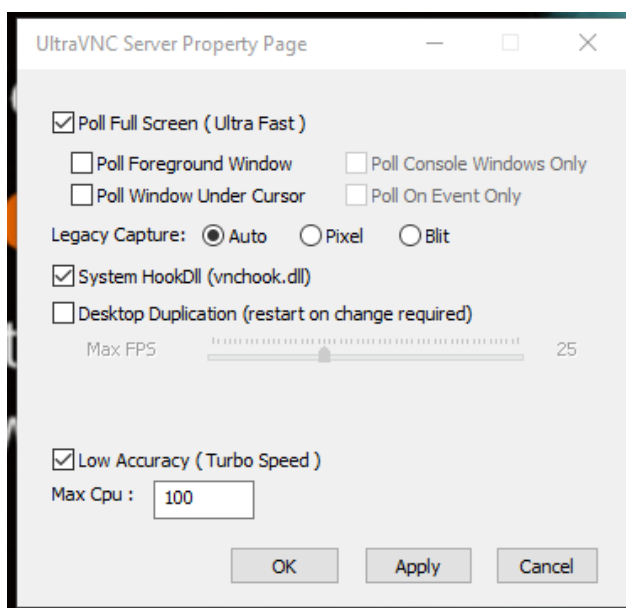 UltraVNC Server Property Page
Poll Full Screen ( Ultra Fast )
Poll Foreground Window Poll Console Windows Only
Poll Window Under Cursor Poll On Event Only
Legacy Capture: Auto Pixel Blit
System HookDll (vnchook.dll)
Desktop Duplication (restart on change required)
Max FPS 25
Low Accuracy ( Turbo Speed )
Max Cpu : 100
OK Apply Cancel